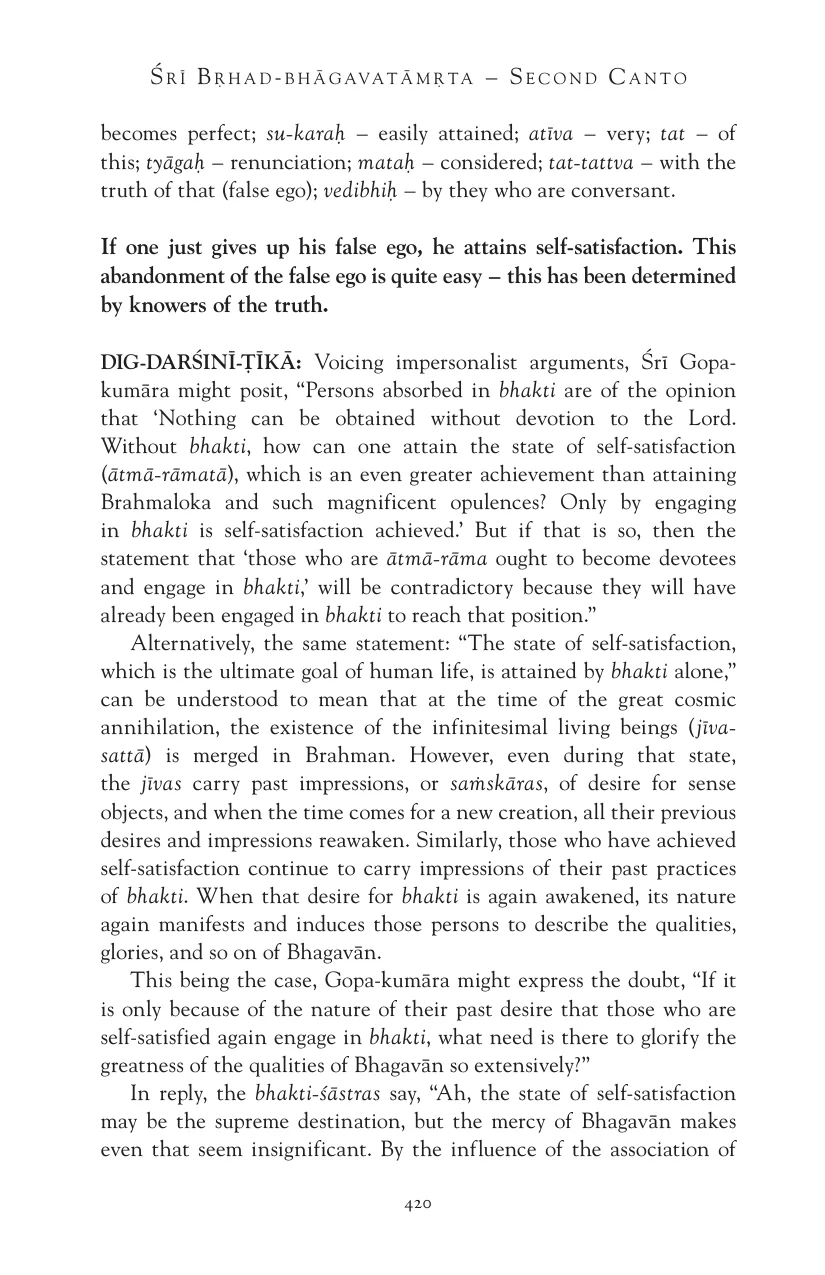 Śrī Bṛhad-bhāgavatāmṛta – Second Canto
becomes perfect; su-karaḥ – easily attained; atīva – very; tat – of
this; tyāgaḥ – renunciation; mataḥ – considered; tat-tattva – with the
truth of that (false ego); vedibhiḥ – by they who are conversant.
If one just gives up his false ego, he attains self-satisfaction. This
abandonment of the false ego is quite easy – this has been determined
by knowers of the truth.
DIG-DARŚINĪ-ṬĪKĀ: Voicing impersonalist arguments, Śrī Gopa-
kumāra might posit, “Persons absorbed in bhakti are of the opinion
that ‘Nothing can be obtained without devotion to the Lord.
Without bhakti, how can one attain the state of self-satisfaction
(ātmā-rāmatā), which is an even greater achievement than attaining
Brahmaloka and such magnificent opulences? Only by engaging
in bhakti is self-satisfaction achieved.’ But if that is so, then the
statement that ‘those who are ātmā-rāma ought to become devotees
and engage in bhakti,’ will be contradictory because they will have
already been engaged in bhakti to reach that position.”
Alternatively, the same statement: “The state of self-satisfaction,
which is the ultimate goal of human life, is attained by bhakti alone,”
can be understood to mean that at the time of the great cosmic
annihilation, the existence of the infinitesimal living beings (jīva-
sattā) is merged in Brahman. However, even during that state,
the jīvas carry past impressions, or saṁskāras, of desire for sense
objects, and when the time comes for a new creation, all their previous
desires and impressions reawaken. Similarly, those who have achieved
self-satisfaction continue to carry impressions of their past practices
of bhakti. When that desire for bhakti is again awakened, its nature
again manifests and induces those persons to describe the qualities,
glories, and so on of Bhagavān.
This being the case, Gopa-kumāra might express the doubt, “If it
is only because of the nature of their past desire that those who are
self-satisfied again engage in bhakti, what need is there to glorify the
greatness of the qualities of Bhagavān so extensively?”
In reply, the bhakti-śāstras say, “Ah, the state of self-satisfaction
may be the supreme destination, but the mercy of Bhagavān makes
even that seem insignificant. By the influence of the association of
420